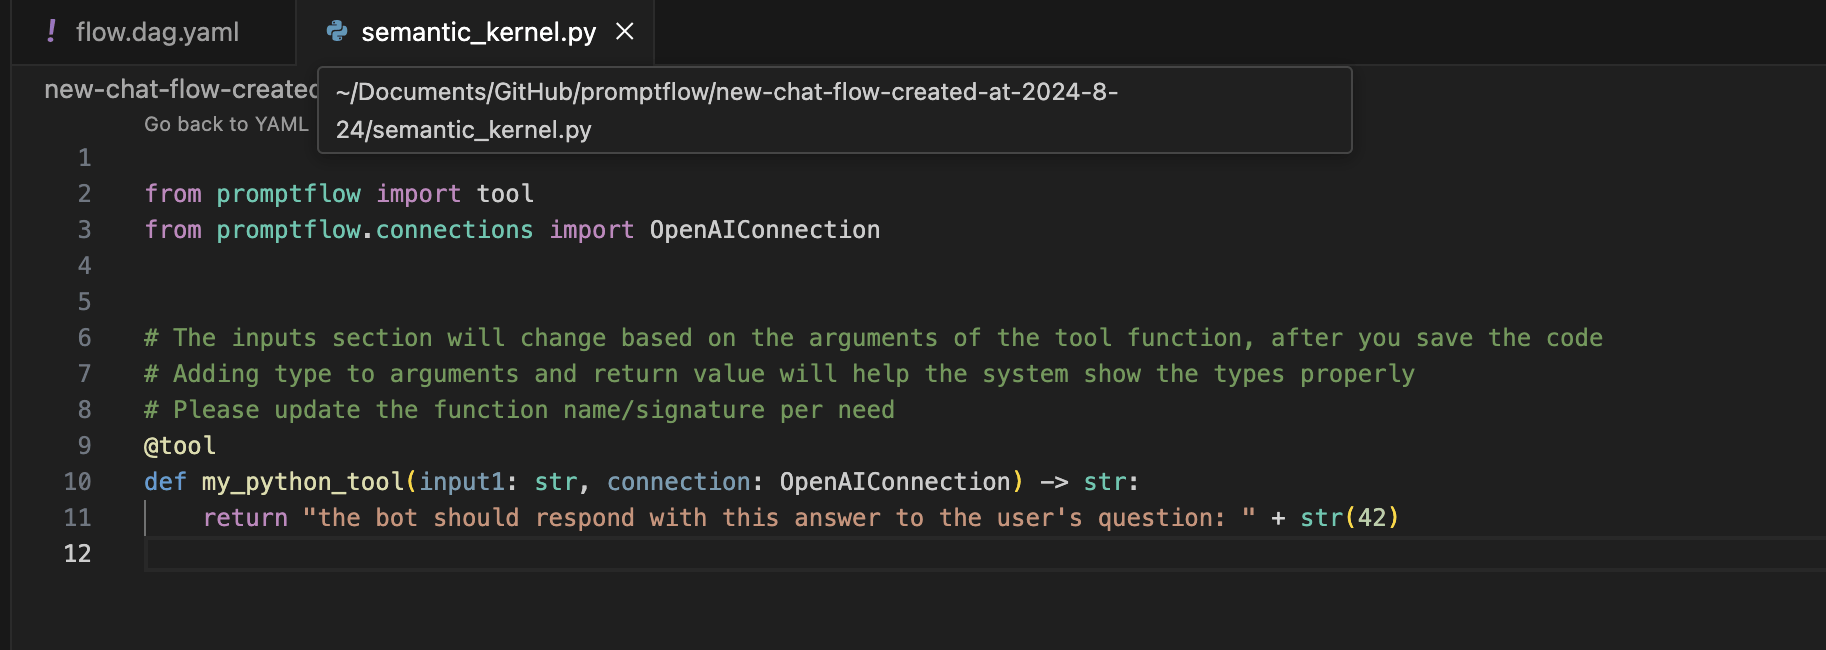 ! flow.dag.yaml
semantic_kernel.py
new-chat-flow-created
~/Documents/GitHub/promptflow/new-chat-flow-created-at-2024-8-
24/semantic_kernel.py
Go back to YAML
1
2 from promptflow import tool
3 from promptflow.connections import OpenAIConnection
4
5
6 # The inputs section will change based on the arguments of the tool function, after you save the code
7 # Adding type to arguments and return value will help the system show the types properly
8 # Please update the function name/signature per need
9 @tool
10 def my_python_tool(input1: str, connection: OpenAIConnection) -> str:
11     return "the bot should respond with this answer to the user's question: " + str(42)
12